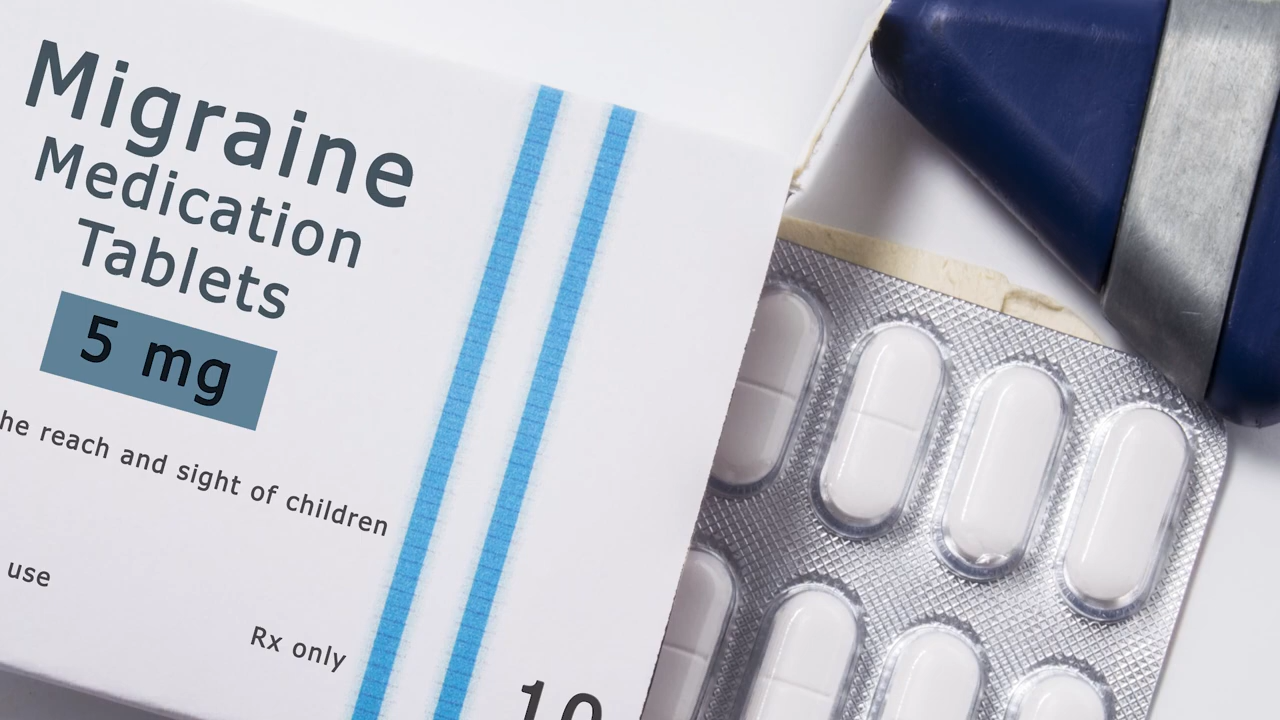 Migraine
Medication
Tablets
5 mg
he reach and sight of children
use
Rx only
10